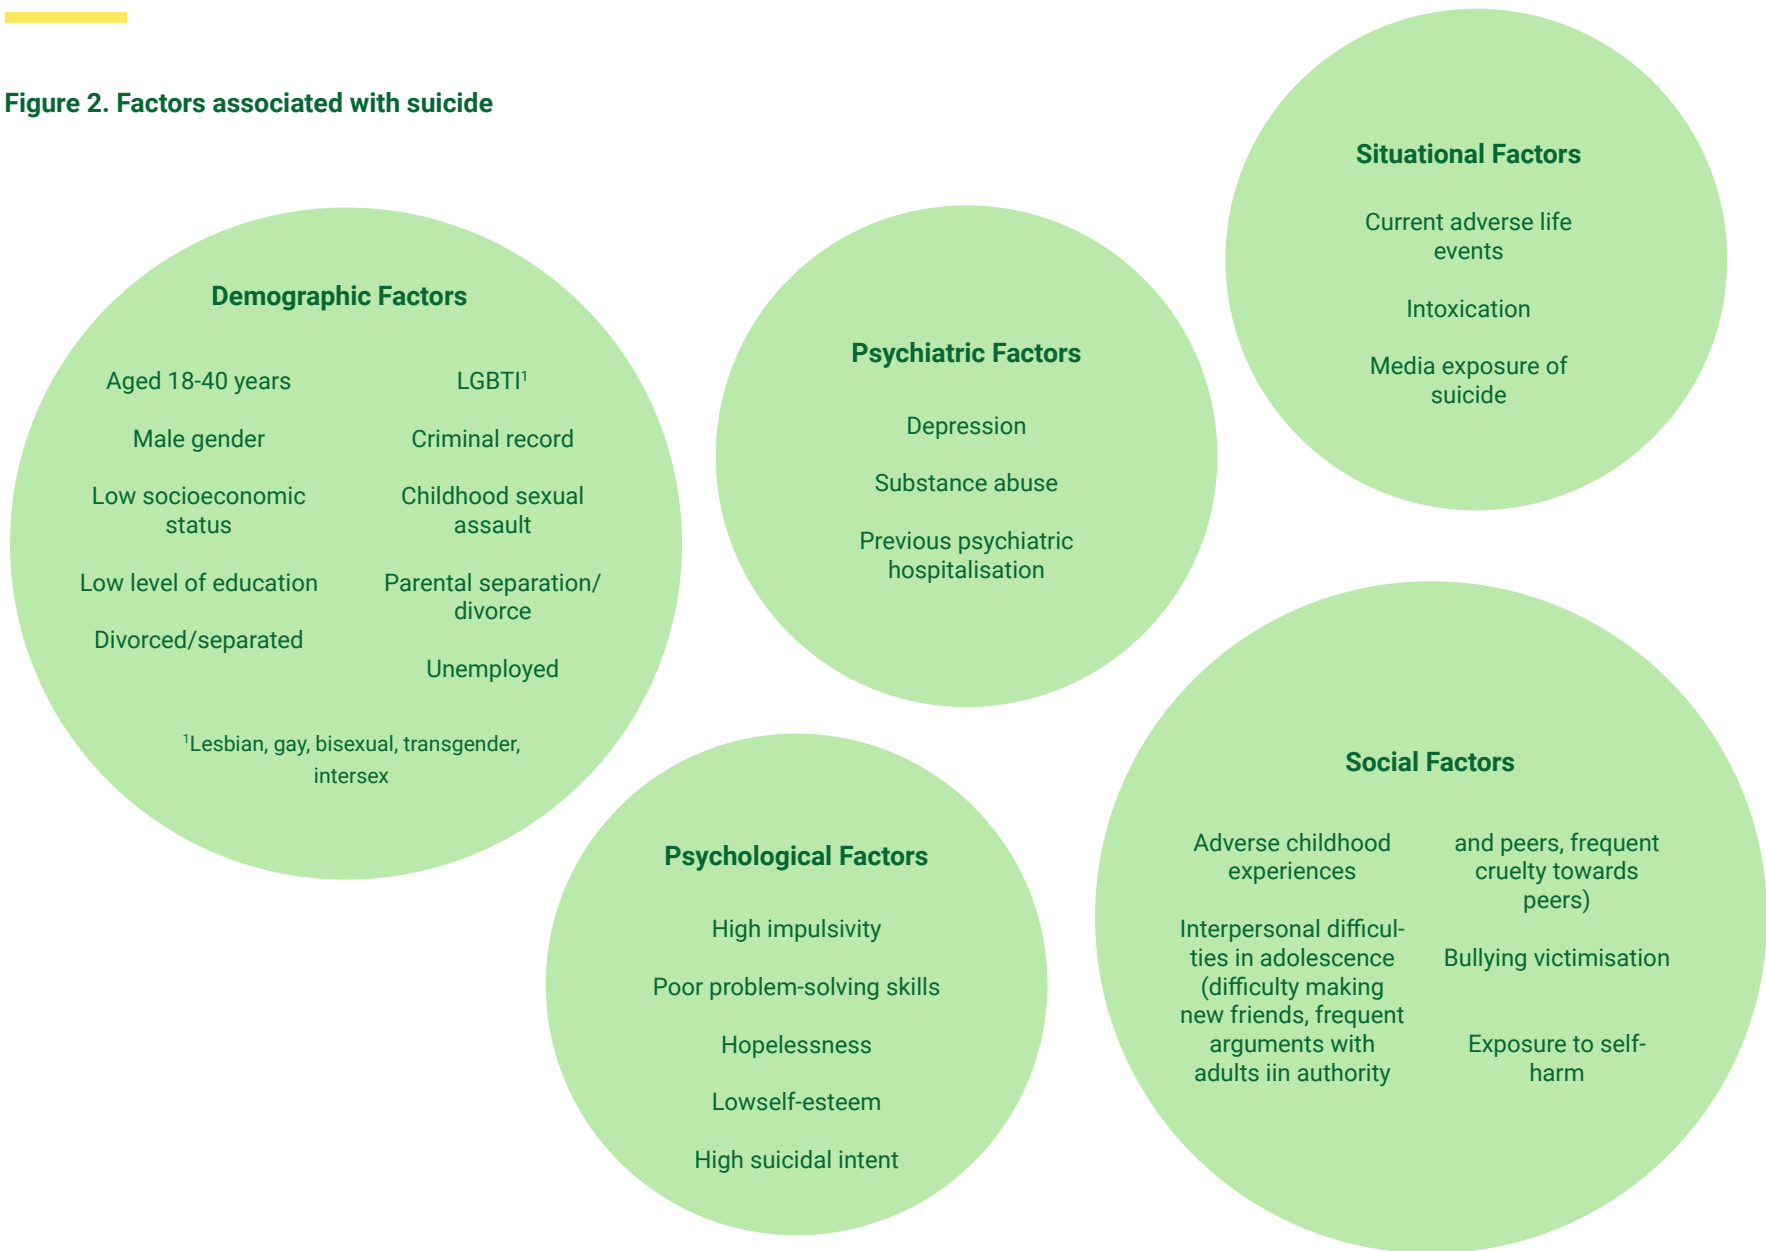 Figure 2. Factors associated with suicide
Demographic Factors
Aged 18-40 years
Male gender
Low socioeconomic
status
Low level of education
Divorced/separated
LGBTI¹
Criminal record
Childhood sexual
assault
Parental separation/
divorce
Unemployed
¹Lesbian, gay, bisexual, transgender,
intersex
Psychiatric Factors
Depression
Substance abuse
Previous psychiatric
hospitalisation
Situational Factors
Current adverse life
events
Intoxication
Media exposure of
suicide
Psychological Factors
High impulsivity
Poor problem-solving skills
Hopelessness
Lowself-esteem
High suicidal intent
Social Factors
Adverse childhood
experiences
Interpersonal difficul-
ties in adolescence
(difficulty making
new friends, frequent
arguments with
adults iin authority
and peers, frequent
cruelty towards
peers)
Bullying victimisation
Exposure to self-
harm